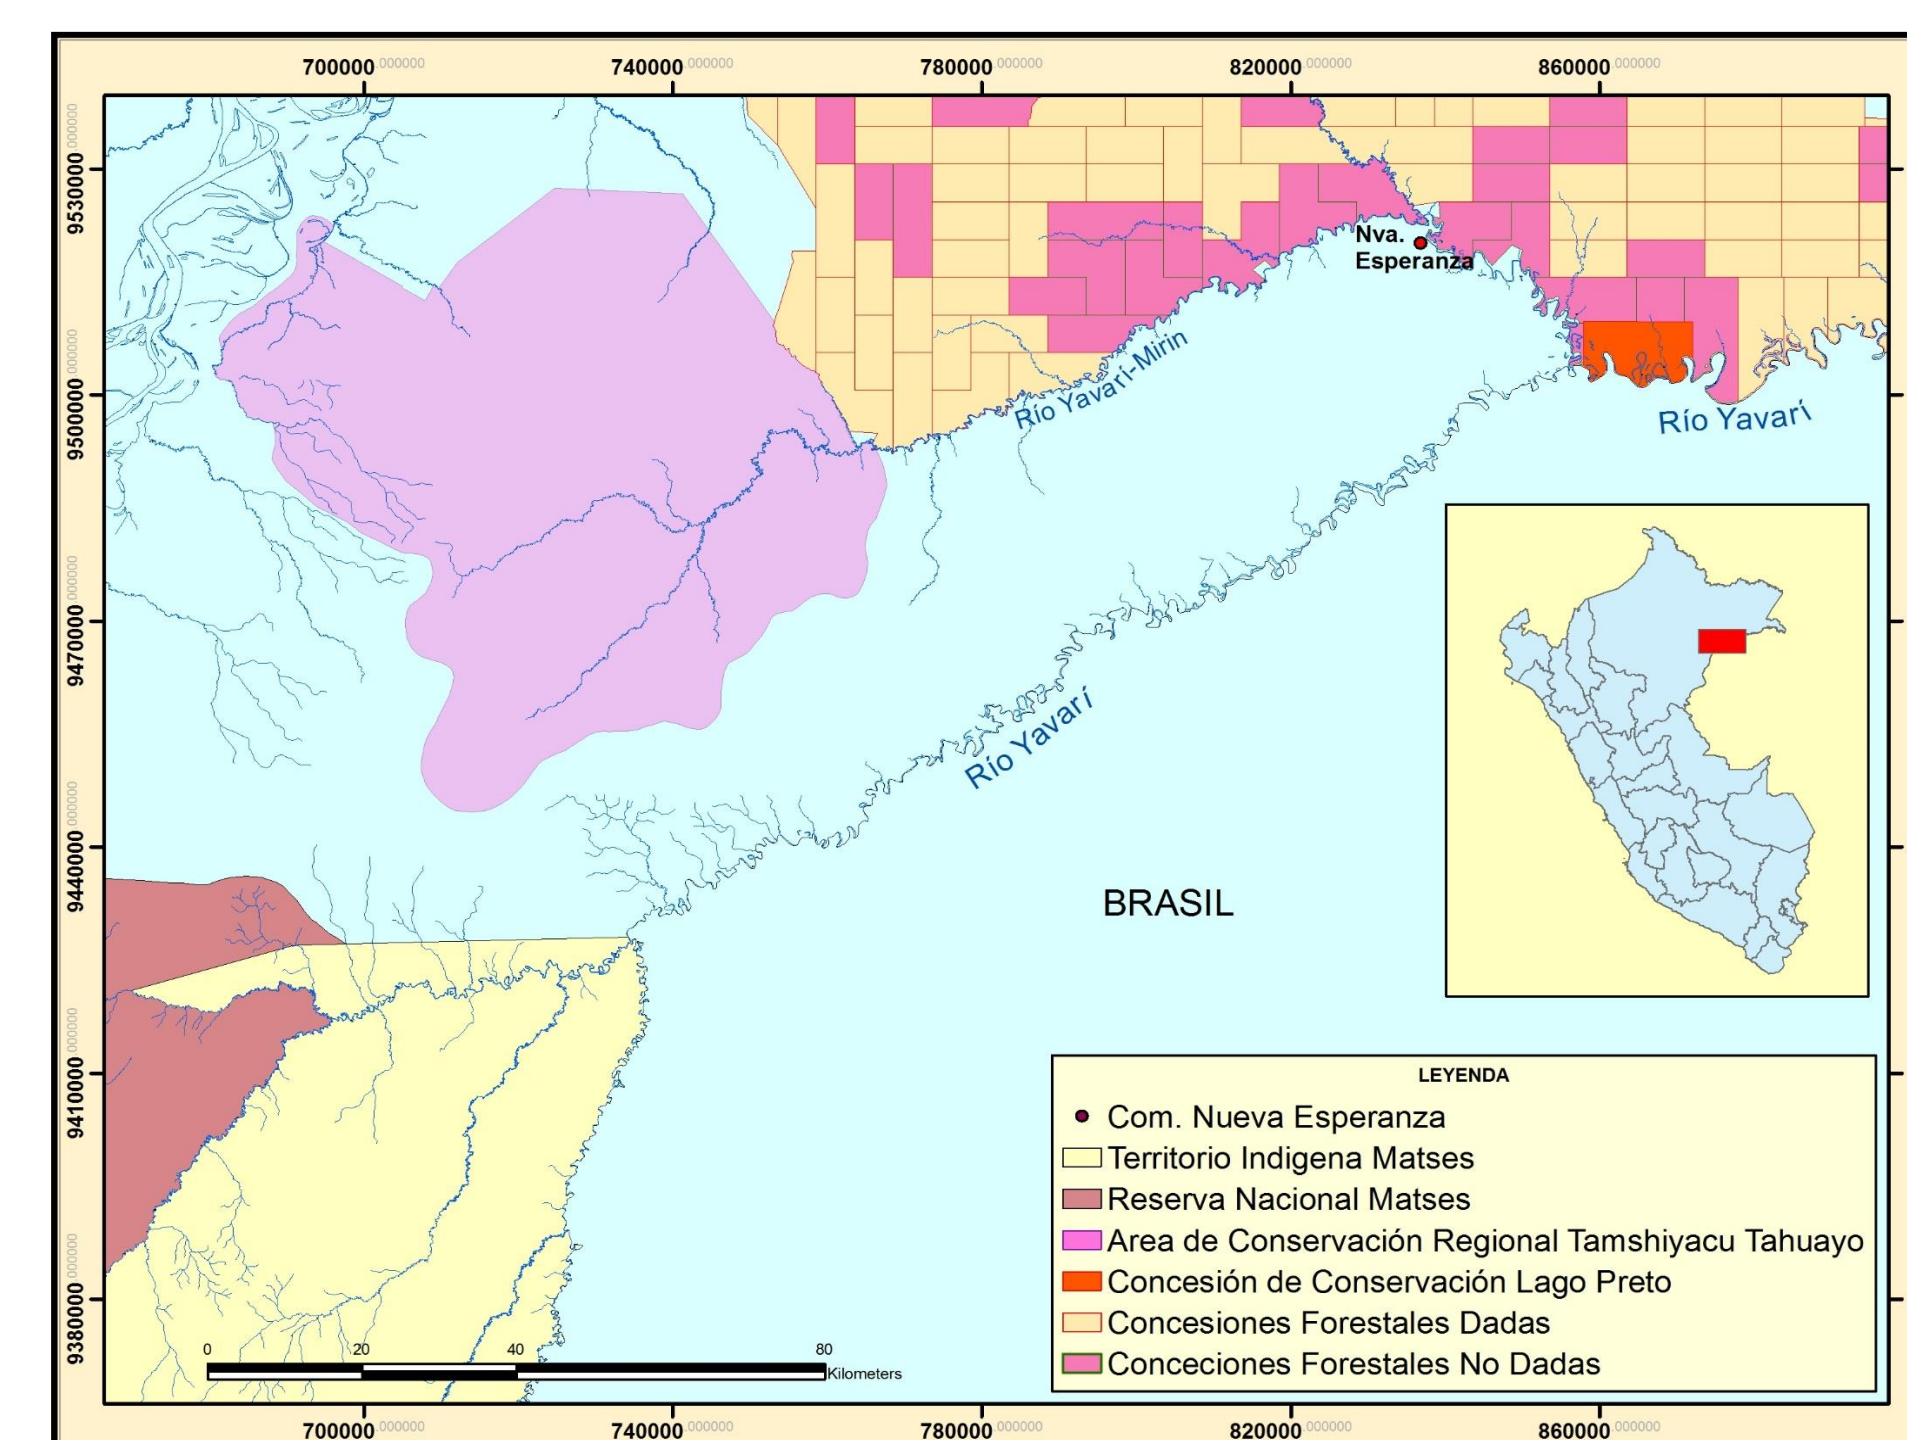 700000.000000 740000.000000 780000.000000 820000.000000 860000.000000
9530000.000000
9500000.000000
9470000.000000
9440000.000000
9410000.000000
9380000.000000
Nva.
Esperanza
Río Yavarí-Mirin
Río Yavarí
Río Yavarí
BRASIL
LEYENDA
Com. Nueva Esperanza
Territorio Indigena Matses
Reserva Nacional Matses
Area de Conservación Regional Tamshiyacu Tahuayo
Concesión de Conservación Lago Preto
Concesiones Forestales Dadas
Conceciones Forestales No Dadas
0 20 40 80
Kilometers
700000.000000 740000.000000 780000.000000 820000.000000 860000.000000